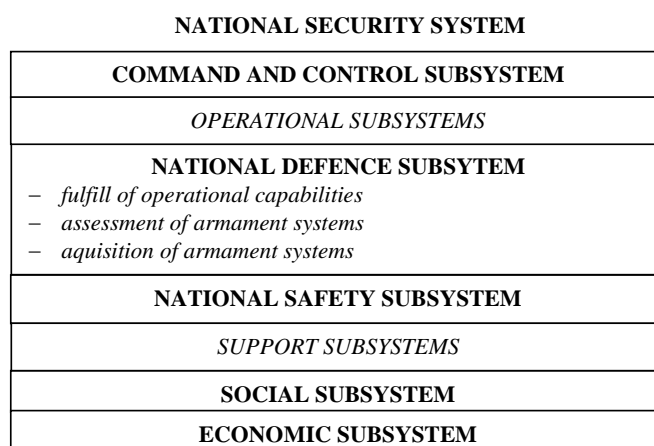 NATIONAL SECURITY SYSTEM
COMMAND AND CONTROL SUBSYSTEM
OPERATIONAL SUBSYSTEMS
NATIONAL DEFENCE SUBSYTEM
– fulfill of operational capabilities
– assessment of armament systems
– aquisition of armament systems
NATIONAL SAFETY SUBSYSTEM
SUPPORT SUBSYSTEMS
SOCIAL SUBSYSTEM
ECONOMIC SUBSYSTEM